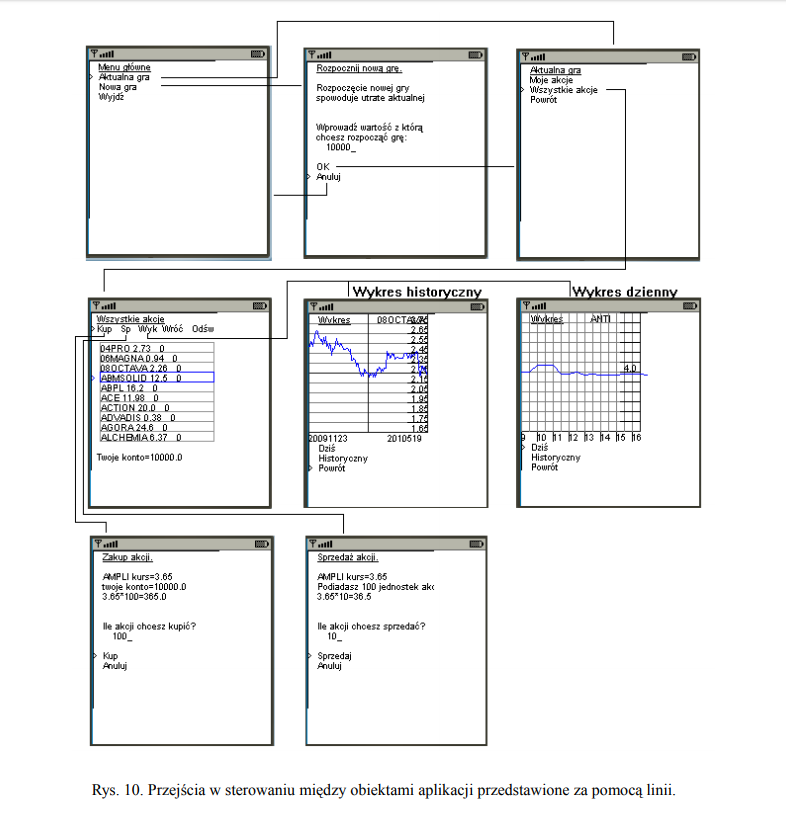 Menu główne
Aktualna gra
Nowa gra
Wyjdź
Rozpocznij nową grę.
Rozpoczęcie nowej gry
spowoduje utrate aktualnej
Wprowadź wartość z którą
chcesz rozpocząć grę:
10000_
OK
Anuluj
Aktualna gra
Moje akcje
Wszystkie akcje
Powrót
Wszystkie akcje
Kup Sp Wyk Wróć Odśw
04PRO 2.73 0
06MAGNA 0.94 0
08OCTAVA 2.26 0
ABMSOLID 12.5 0
ABPL 16.2 0
ACE 11.98 0
ACTION 20.0 0
ADVADIS 0.38 0
AGORA 24.6 0
ALCHEMIA 6.37 0
Twoje konto=10000.0
Wykres historyczny
Wykres 08OCTAVA
2.65
2.55
2.45
2.35
2.15
2.05
1.95
1.85
1.75
1.65
20091123 2010519
Dziś
Historyczny
Powrót
Wykres dzienny
Wykres ANTI
4.0
9 10 11 12 13 14 15 16
Dziś
Historyczny
Powrót
Zakup akcji.
AMPLI kurs=3.65
twoje konto=10000.0
3.65*100=365.0
Ile akcji chcesz kupić?
100_
Kup
Anuluj
Sprzedaż akcji.
AMPLI kurs=3.65
Podiadasz 100 jednostek akc
3.65*10=36.5
Ile akcji chcesz sprzedać?
10_
Sprzedaj
Anuluj
Rys. 10. Przejścia w sterowaniu między obiektami aplikacji przedstawione za pomocą linii.